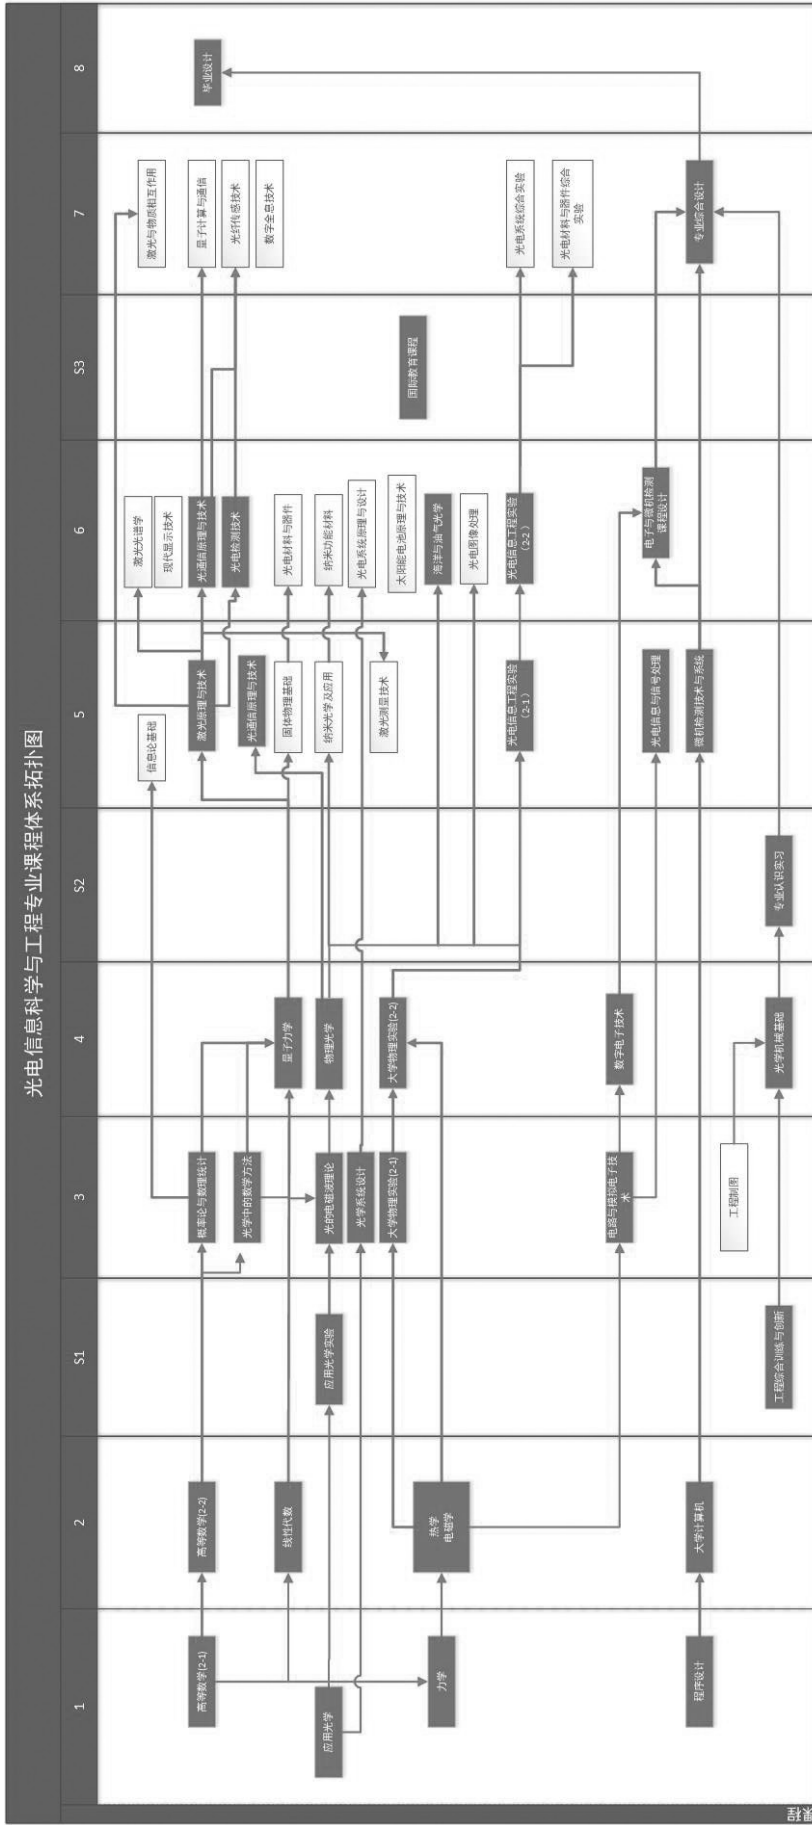 光电信息科学与工程专业课程体系拓扑图
1
2
S1
3
4
S2
5
6
S3
7
8
高等数学(2-1)
应用光学
力学
程序设计
高等数学(2-2)
线性代数
热学
电磁学
大学计算机
应用光学实验
工程综合训练与创新
概率论与数理统计
光学中的数学方法
光的电磁波理论
光学系统设计
大学物理实验(2-1)
电路与模拟电子技
术
工程制图
量子力学
物理光学
大学物理实验(2-2)
数字电子技术
光学机械基础
专业认识实习
信息论基础
激光原理与技术
光通信原理与技术
固体物理基础
纳米光学及应用
激光测量技术
光电信息工程实验
（2-1）
光电信息与信号处理
微机检测技术与系统
激光光谱学
现代显示技术
光通信原理与技术
光电检测技术
光电材料与器件
纳米功能材料
光电系统原理与设计
太阳能电池原理与技术
海洋与油气光学
光电图像处理
光电信息工程实验
（2-2）
电子与微机检测
课程设计
国际教育课程
激光与物质相互作用
量子计算与通信
光纤传感技术
数字全息技术
光电系统综合实验
光电材料与器件综合
实验
专业综合设计
毕业设计